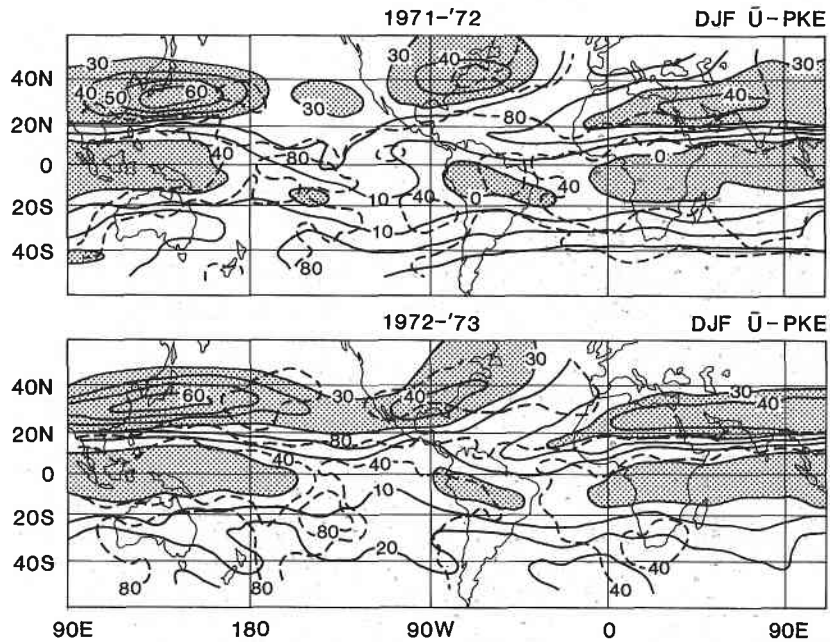 1971-'72 DJF Ū-PKE
30 30 40 30
40N 40 50 60 30 40
20N 80
40 80 0
0
10 40 40
20S 10 0
40S 80
1972-'73 DJF Ū-PKE
30 40 30 30
40N 60 40
20N 80
40 40
0
10
20S 80
20 40
40S
80 80 40
90E 180 90W 0 90E